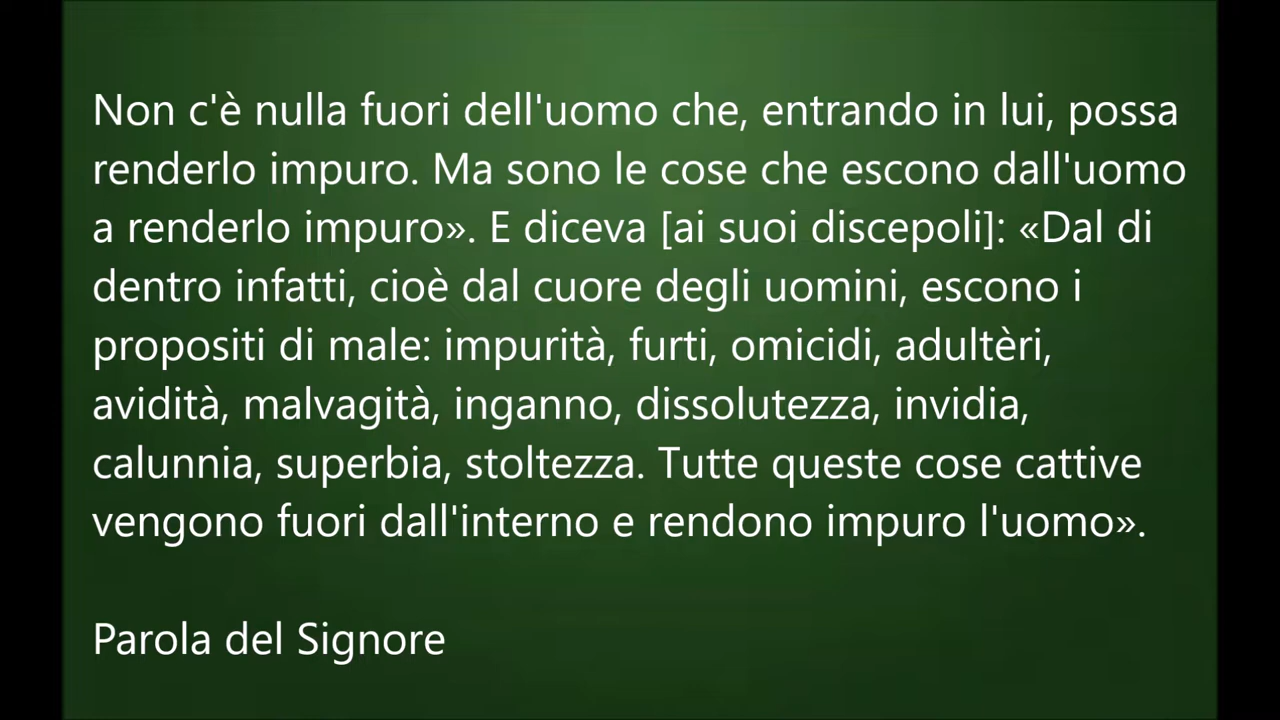 Non c'è nulla fuori dell'uomo che, entrando in lui, possa
renderlo impuro. Ma sono le cose che escono dall'uomo
a renderlo impuro». E diceva [ai suoi discepoli]: «Dal di
dentro infatti, cioè dal cuore degli uomini, escono i
propositi di male: impurità, furti, omicidi, adultèri,
avidità, malvagità, inganno, dissolutezza, invidia,
calunnia, superbia, stoltezza. Tutte queste cose cattive
vengono fuori dall'interno e rendono impuro l'uomo».
Parola del Signore